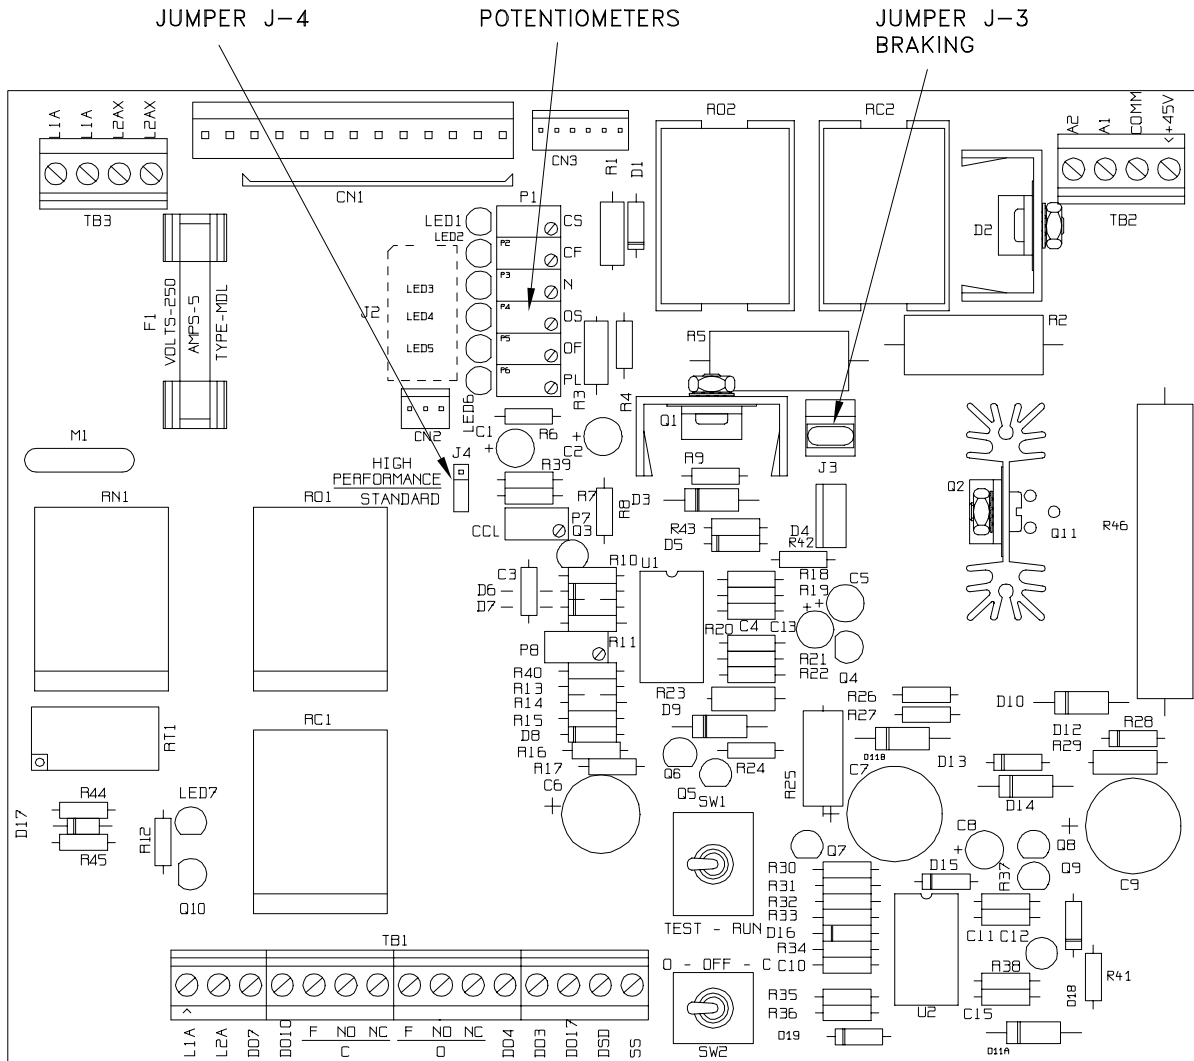 JUMPER J-4
POTENTIOMETERS
JUMPER J-3
BRAKING
L1A L1A L2AX L2AX
TB3
CN1
CN3
R1 D1
RO2
RC2
A2 A1 COMM <+45V
TB2
D2
P1
LED1 CS
LED2 P2 CF
LED3 P3 N
J2
LED4 P4 OS
LED5 P5 OF
LED6 P6 PL
F1
VOLTS-250
AMPS-5
TYPE-MDL
R5
R2
R3 R4
CN2
C1
R6
C2
Q1
J3
M1
J4
HIGH
PERFORMANCE
STANDARD
R39
R9
R7 R8 D3
Q2
Q11
R46
RN1
RO1
CCL P7
Q3
R43
D5
D4
R42
C3
D6
D7
R10 U1
R18
R19
C5
R20 C4 C13
P8 R11
R21
R22
Q4
R40
R13
R14
R15
D8
R16
R17
R23
D9
R26
R27
D10
D12
R28
R29
RT1
RC1
C6
Q6
Q5
R24
R25
D11B
C7
D13
D14
R44
D17
R45
R12
LED7
Q10
SW1
TEST - RUN
Q7
C8
R37
Q8
Q9
C9
R30
R31
R32
R33
D16
R34
C10
D15
C11 C12
TB1
O - OFF - C
SW2
R35
R36
D19
U2
R38
C15
D18
R41
D11A
^
L1A L2A DO7 DO10 F NO NC F NO NC DO4 DO3 DO17 DSD SS
C O